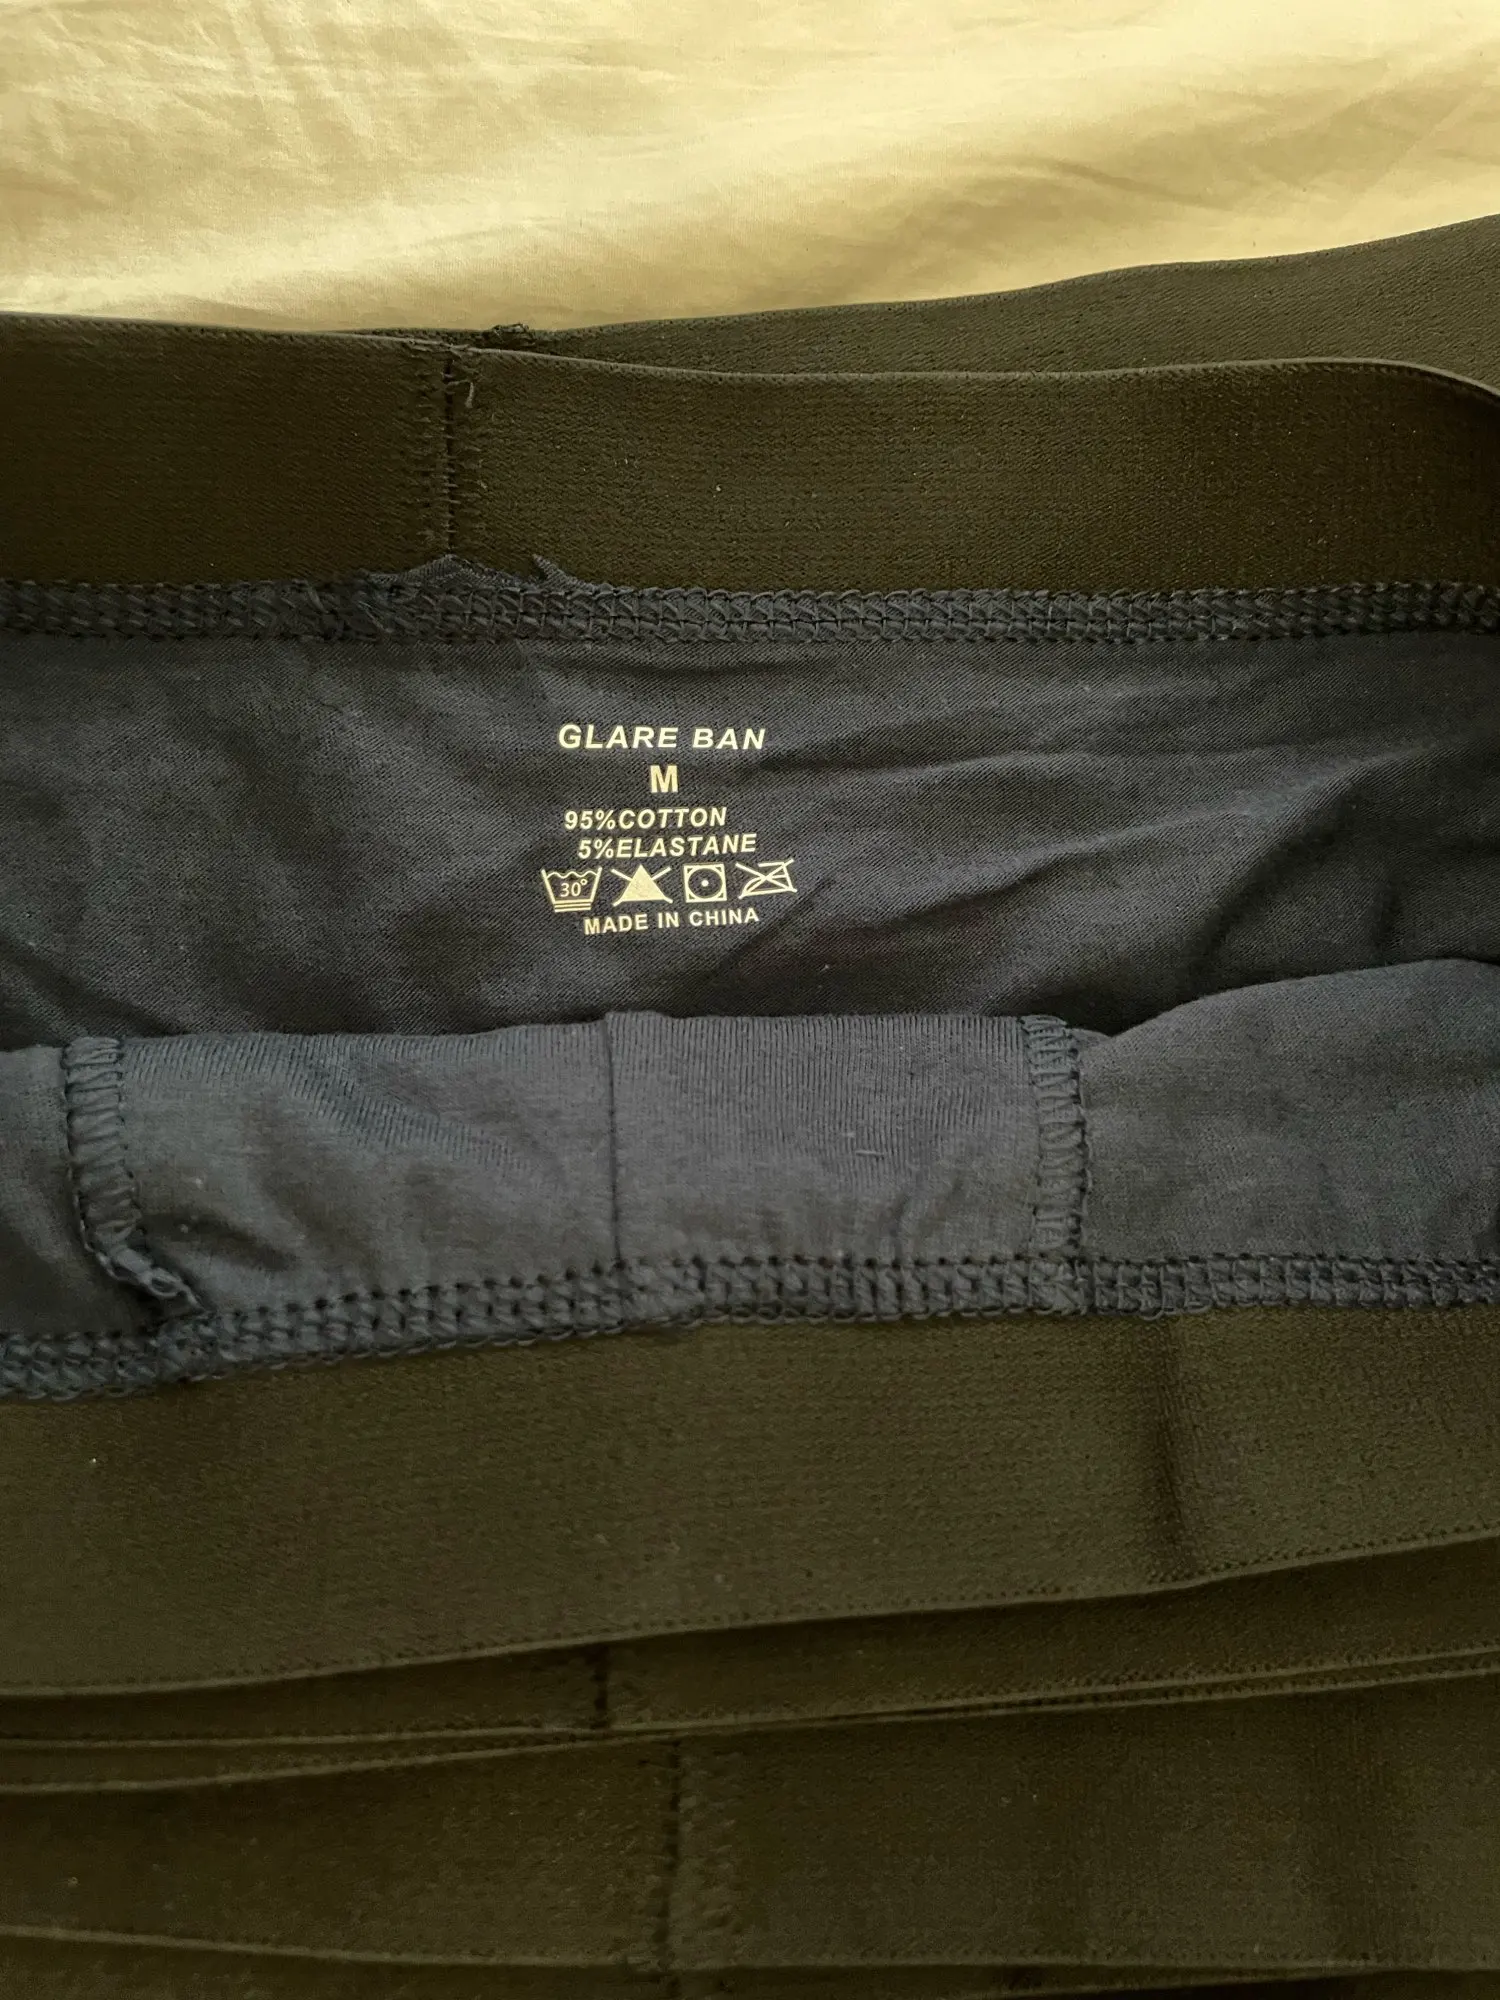 GLARE BAN
M
95%COTTON
5%ELASTANE
30°
MADE IN CHINA